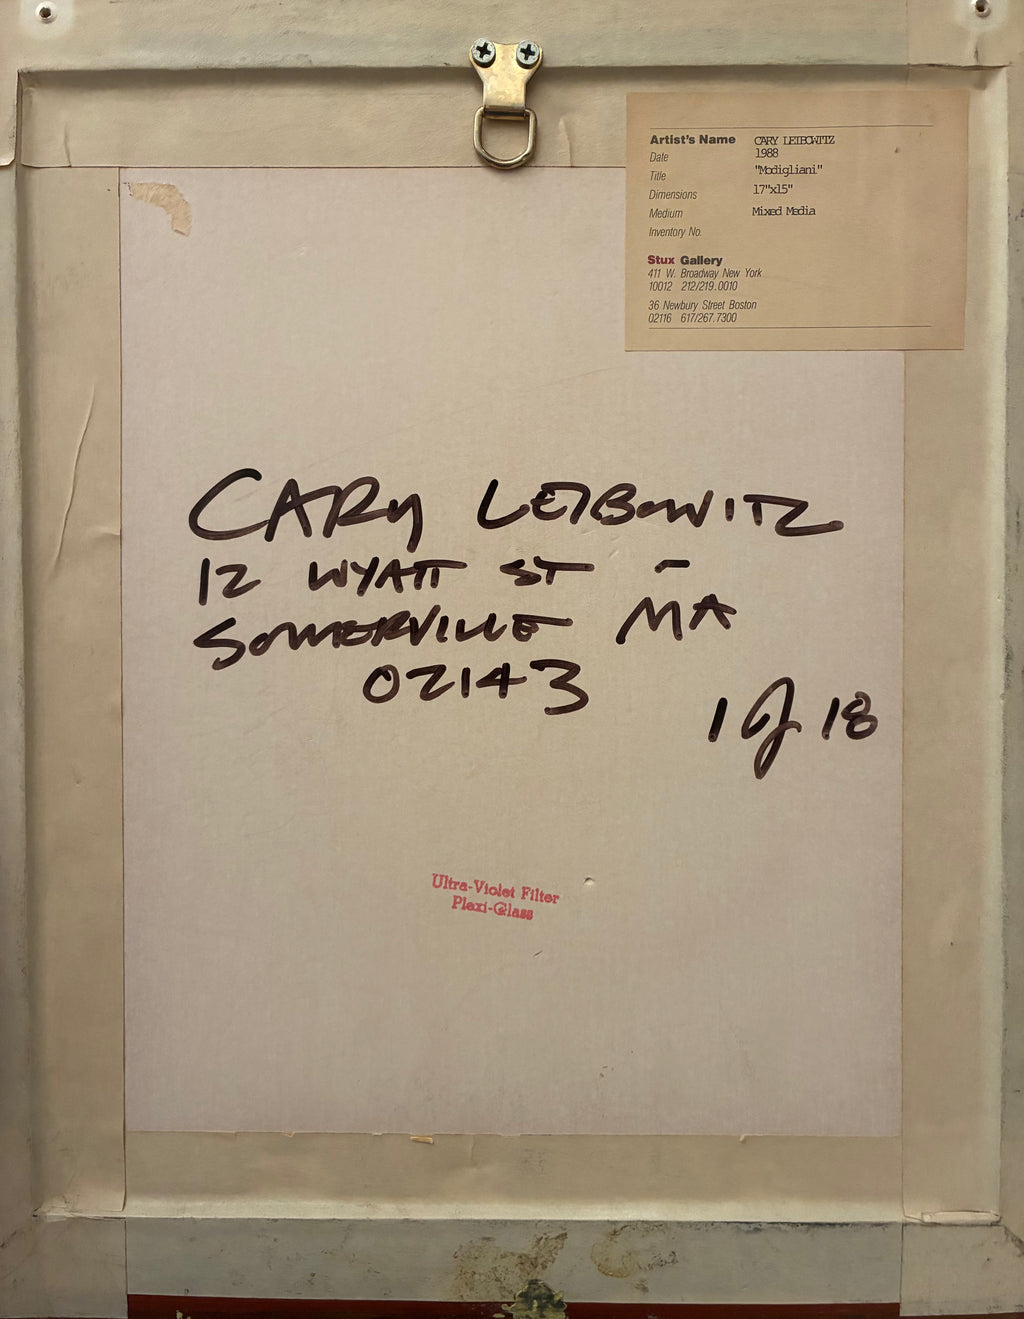 Artist's Name CARY LEIBOWITZ
Date 1988
Title "Modigliani"
Dimensions 17"x15"
Medium Mixed Media
Inventory No.
Stux Gallery
411 W. Broadway New York
10012 212/219.0010
36 Newbury Street Boston
02116 617/267.7300
CARY LEIBOWITZ
12 WYATT ST -
SOMERVILLE MA
02143
1 of 18
Ultra-Violet Filter
Plexi-Glass